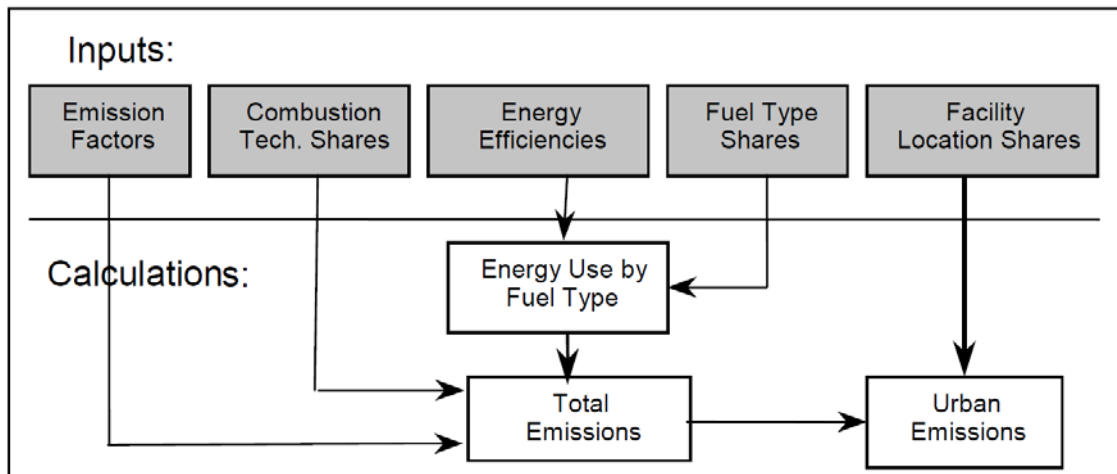 Inputs:
Emission
Factors
Combustion
Tech. Shares
Energy
Efficiencies
Fuel Type
Shares
Facility
Location Shares
Calculations:
Energy Use by
Fuel Type
Total
Emissions
Urban
Emissions